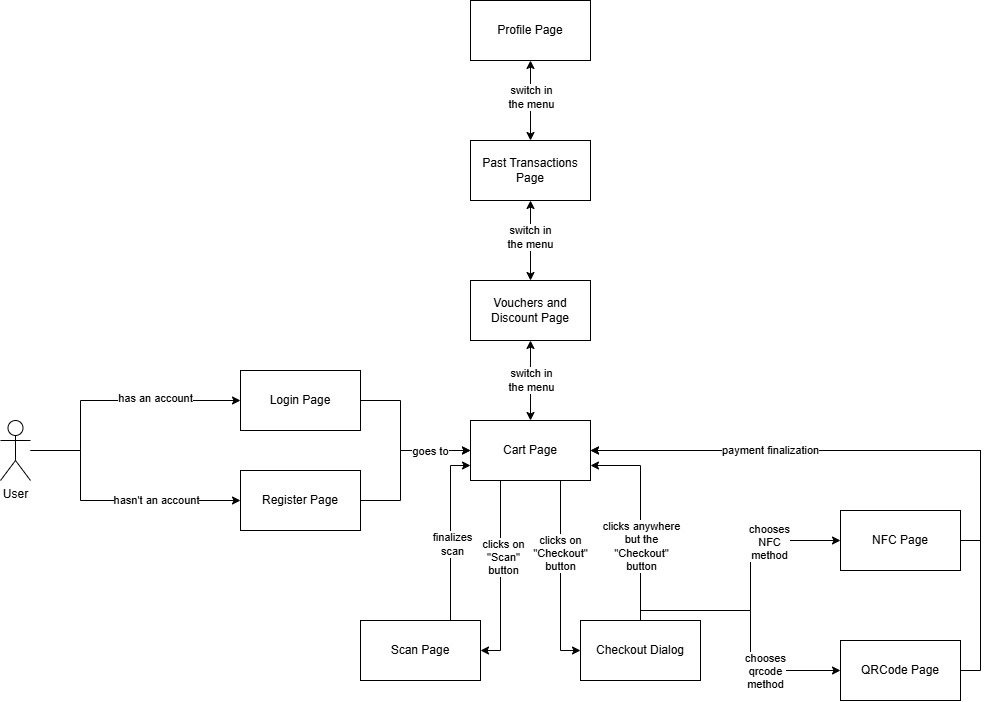 Profile Page
switch in
the menu
Past Transactions
Page
switch in
the menu
Vouchers and
Discount Page
switch in
the menu
has an account
Login Page
User
goes to
Cart Page
payment finalization
hasn't an account
Register Page
finalizes
scan
clicks on
"Scan"
button
clicks on
"Checkout"
button
clicks anywhere
but the
"Checkout"
button
chooses
NFC
method
NFC Page
Scan Page
Checkout Dialog
chooses
qrcode
method
QRCode Page